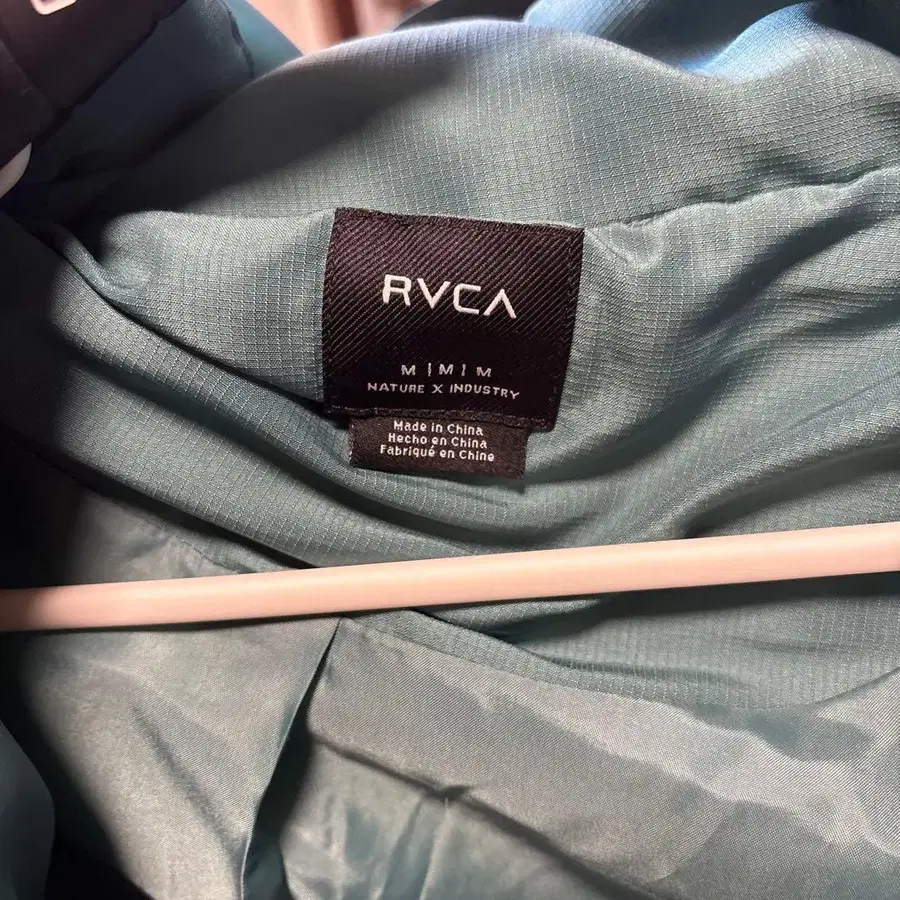 RVCA
M | M | M
NATURE X INDUSTRY
Made in China
Hecho en China
Fabriqué en Chine